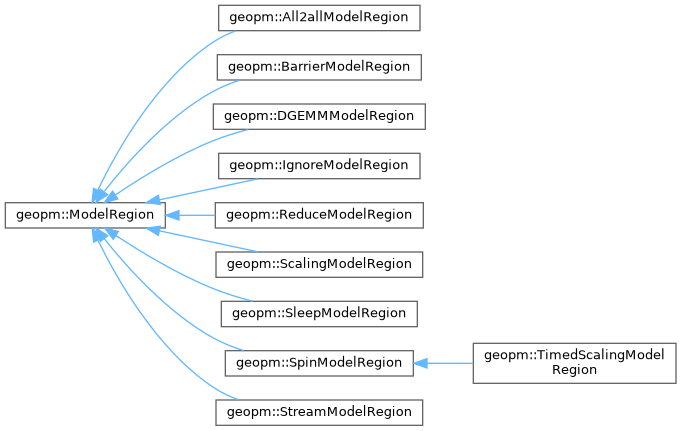 geopm::All2allModelRegion
geopm::BarrierModelRegion
geopm::DGEMMModelRegion
geopm::IgnoreModelRegion
geopm::ModelRegion
geopm::ReduceModelRegion
geopm::ScalingModelRegion
geopm::SleepModelRegion
geopm::SpinModelRegion
geopm::TimedScalingModel
Region
geopm::StreamModelRegion